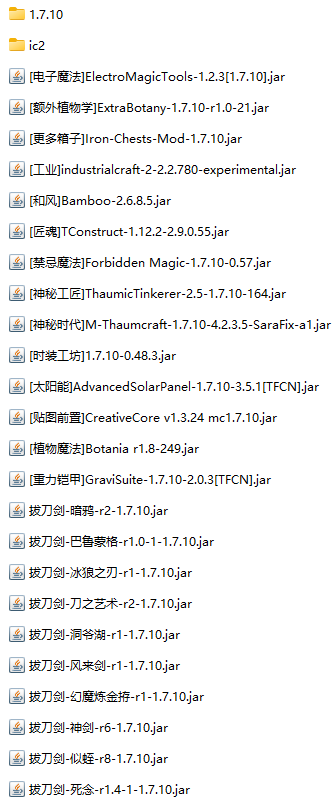 1.7.10
ic2
[电子魔法]ElectroMagicTools-1.2.3[1.7.10].jar
[额外植物学]ExtraBotany-1.7.10-r1.0-21.jar
[更多箱子]Iron-Chests-Mod-1.7.10.jar
[工业]industrialcraft-2-2.2.780-experimental.jar
[和风]Bamboo-2.6.8.5.jar
[匠魂]TConstruct-1.12.2-2.9.0.55.jar
[禁忌魔法]Forbidden Magic-1.7.10-0.57.jar
[神秘工匠]ThaumicTinkerer-2.5-1.7.10-164.jar
[神秘时代]M-Thaumcraft-1.7.10-4.2.3.5-SaraFix-a1.jar
[时装工坊]1.7.10-0.48.3.jar
[太阳能]AdvancedSolarPanel-1.7.10-3.5.1[TFCN].jar
[贴图前置]CreativeCore v1.3.24 mc1.7.10.jar
[植物魔法]Botania r1.8-249.jar
[重力铠甲]GraviSuite-1.7.10-2.0.3[TFCN].jar
拔刀剑-暗鸦-r2-1.7.10.jar
拔刀剑-巴鲁蒙格-r1.0-1-1.7.10.jar
拔刀剑-冰狼之刃-r1-1.7.10.jar
拔刀剑-刀之艺术-r2-1.7.10.jar
拔刀剑-洞爷湖-r1-1.7.10.jar
拔刀剑-风来剑-r1-1.7.10.jar
拔刀剑-幻魔炼金捋-r1-1.7.10.jar
拔刀剑-神剑-r6-1.7.10.jar
拔刀剑-似蛭-r8-1.7.10.jar
拔刀剑-死念-r1.4-1-1.7.10.jar